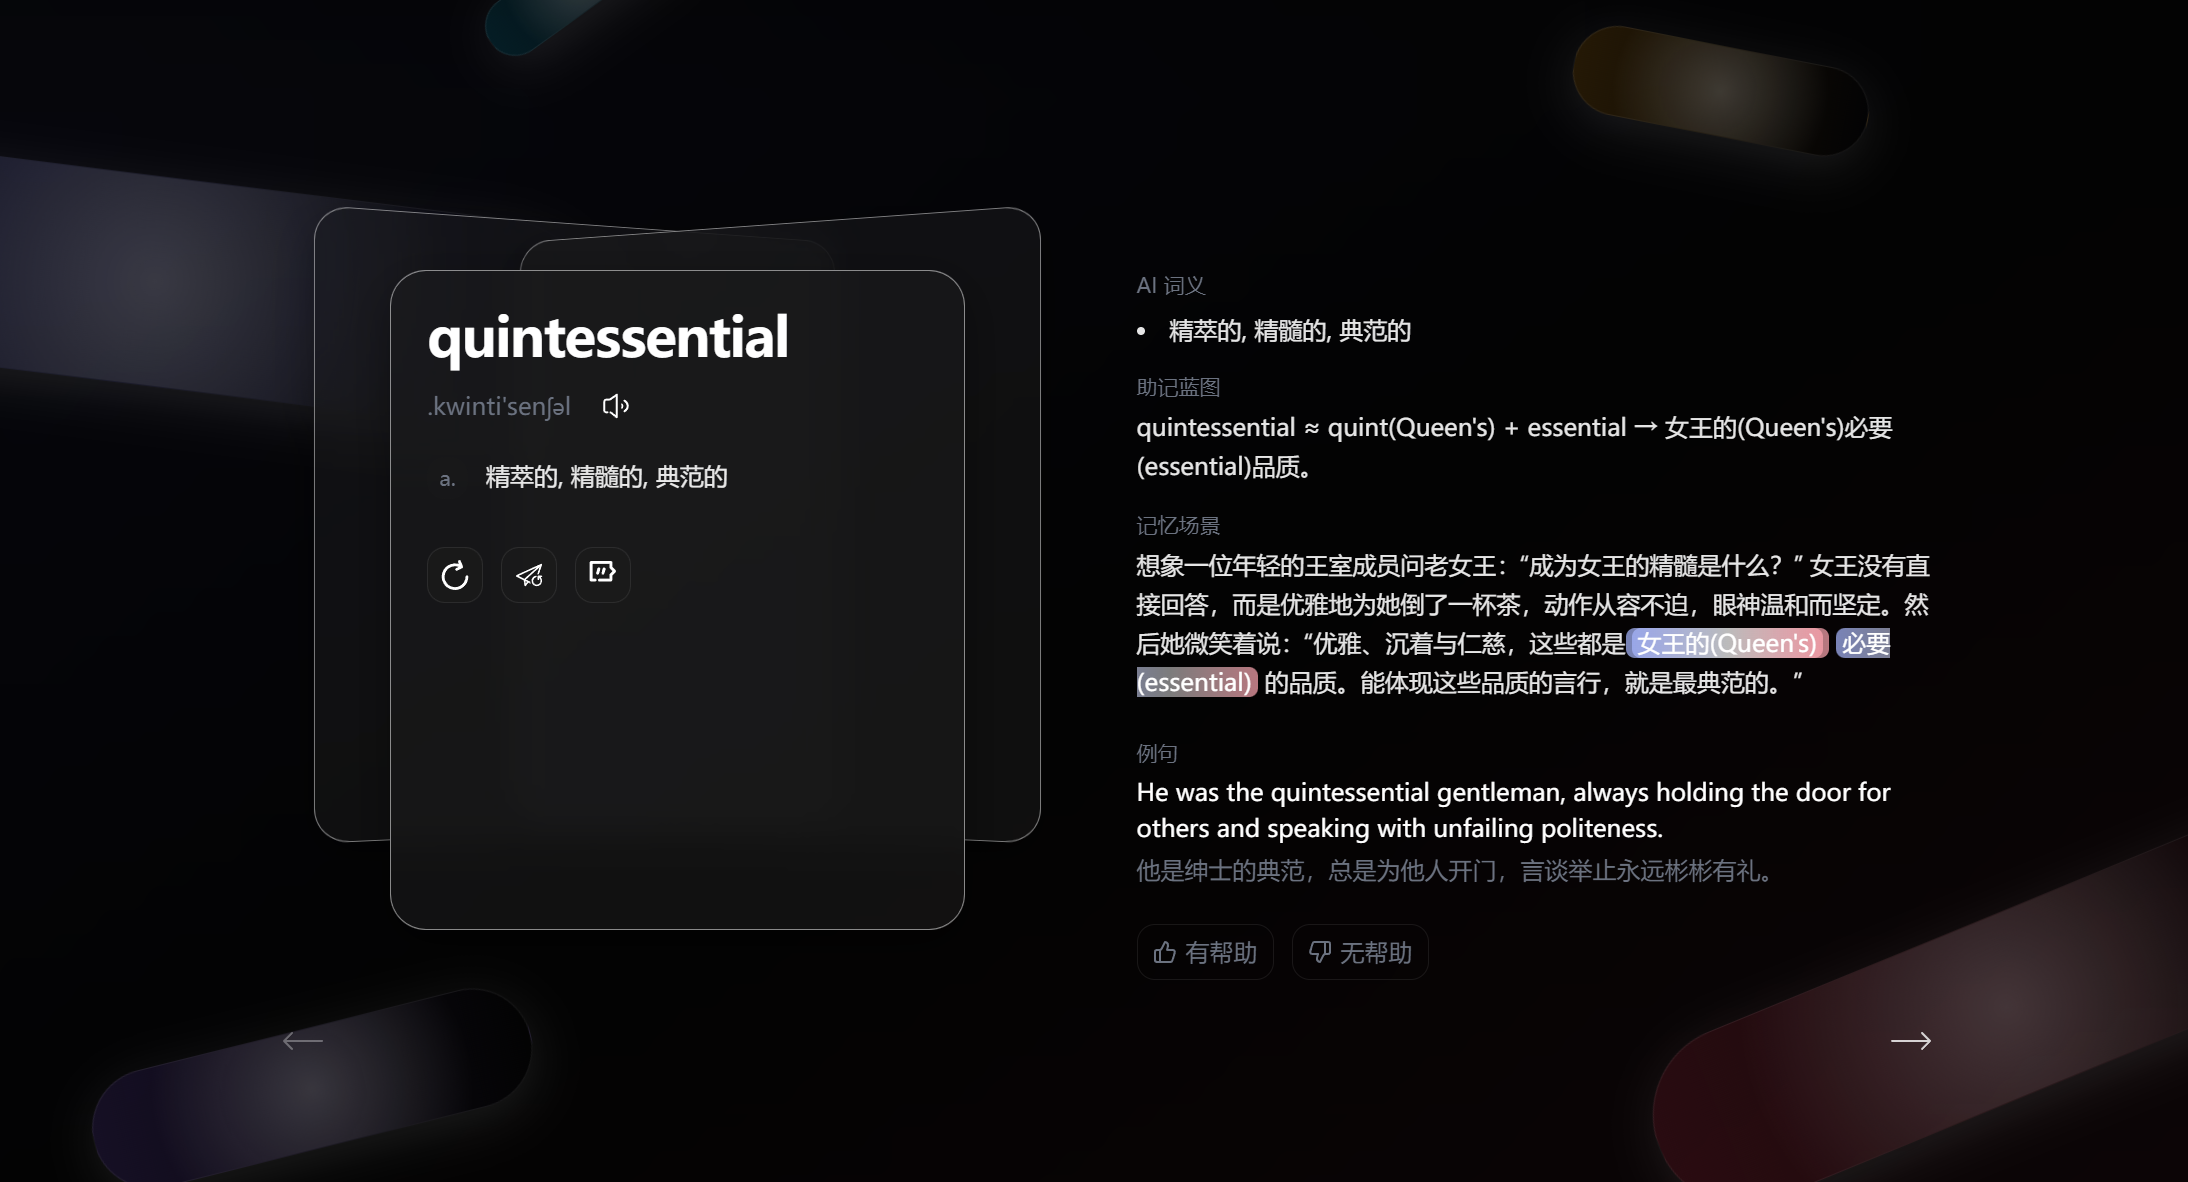 quintessential
.kwinti'senʃəl
a. 精萃的, 精髓的, 典范的
AI 词义
• 精萃的, 精髓的, 典范的
助记蓝图
quintessential ≈ quint(Queen's) + essential → 女王的(Queen's)必要
(essential)品质。
记忆场景
想象一位年轻的王室成员问老女王：“成为女王的精髓是什么？” 女王没有直
接回答，而是优雅地为她倒了一杯茶，动作从容不迫，眼神温和而坚定。然
后她微笑着说：“优雅、沉着与仁慈，这些都是 女王的(Queen's) 必要
(essential) 的品质。能体现这些品质的言行，就是最典范的。”
例句
He was the quintessential gentleman, always holding the door for
others and speaking with unfailing politeness.
他是绅士的典范，总是为他人开门，言谈举止永远彬彬有礼。
有帮助 无帮助